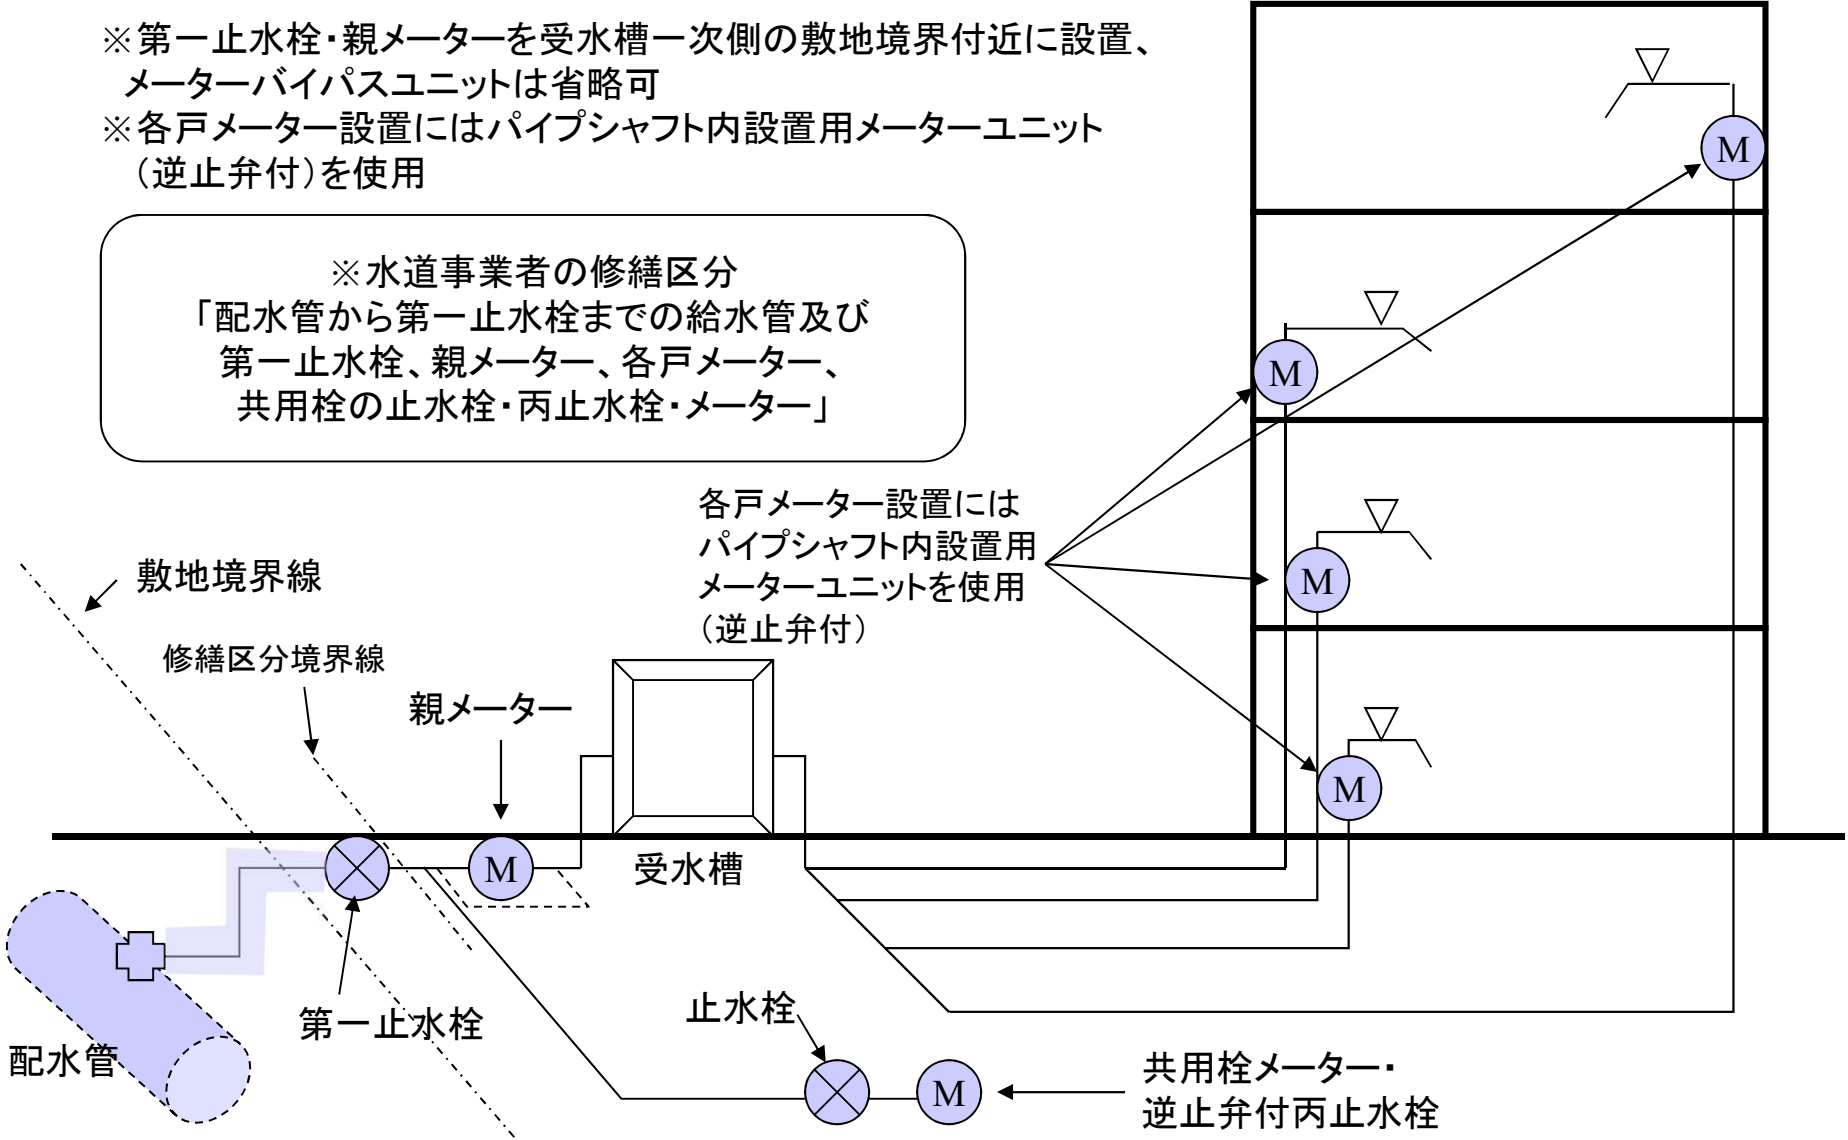 ※第一止水栓・親メーターを受水槽一次側の敷地境界付近に設置、
メーターバイパスユニットは省略可
※各戸メーター設置にはパイプシャフト内設置用メーターユニット
（逆止弁付）を使用
※水道事業者の修繕区分
「配水管から第一止水栓までの給水管及び
第一止水栓、親メーター、各戸メーター、
共用栓の止水栓・丙止水栓・メーター」
M
M
各戸メーター設置には
パイプシャフト内設置用
メーターユニットを使用
（逆止弁付）
M
敷地境界線
修繕区分境界線
親メーター
M
M
受水槽
第一止水栓
止水栓
配水管
M
共用栓メーター・
逆止弁付丙止水栓